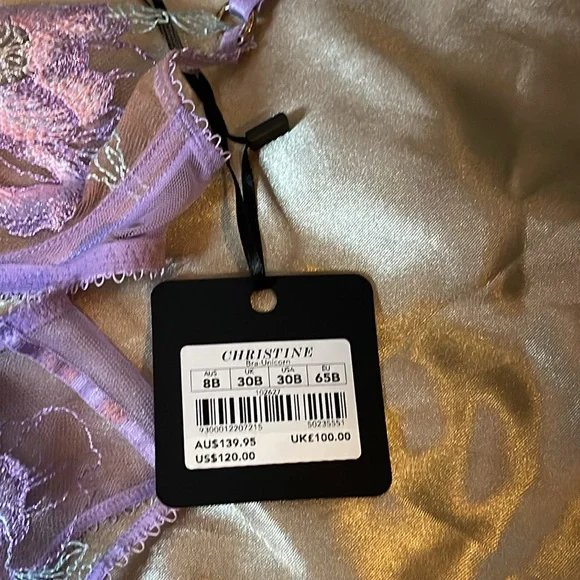 CHRISTINE
Bra-Unicorn
AUS UK USA EU
8B 30B 30B 65B
102627
9300012207215 50235551
AU$139.95 UK£100.00
US$120.00